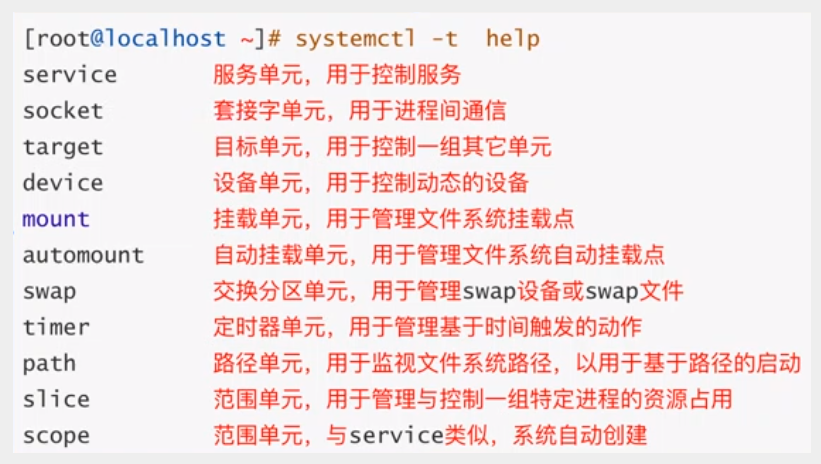 [root@localhost ~]# systemctl -t help
service 服务单元，用于控制服务
socket 套接字单元，用于进程间通信
target 目标单元，用于控制一组其它单元
device 设备单元，用于控制动态的设备
mount 挂载单元，用于管理文件系统挂载点
automount 自动挂载单元，用于管理文件系统自动挂载点
swap 交换分区单元，用于管理swap设备或swap文件
timer 定时器单元，用于管理基于时间触发的动作
path 路径单元，用于监视文件系统路径，以用于基于路径的启动
slice 范围单元，用于管理与控制一组特定进程的资源占用
scope 范围单元，与service类似，系统自动创建